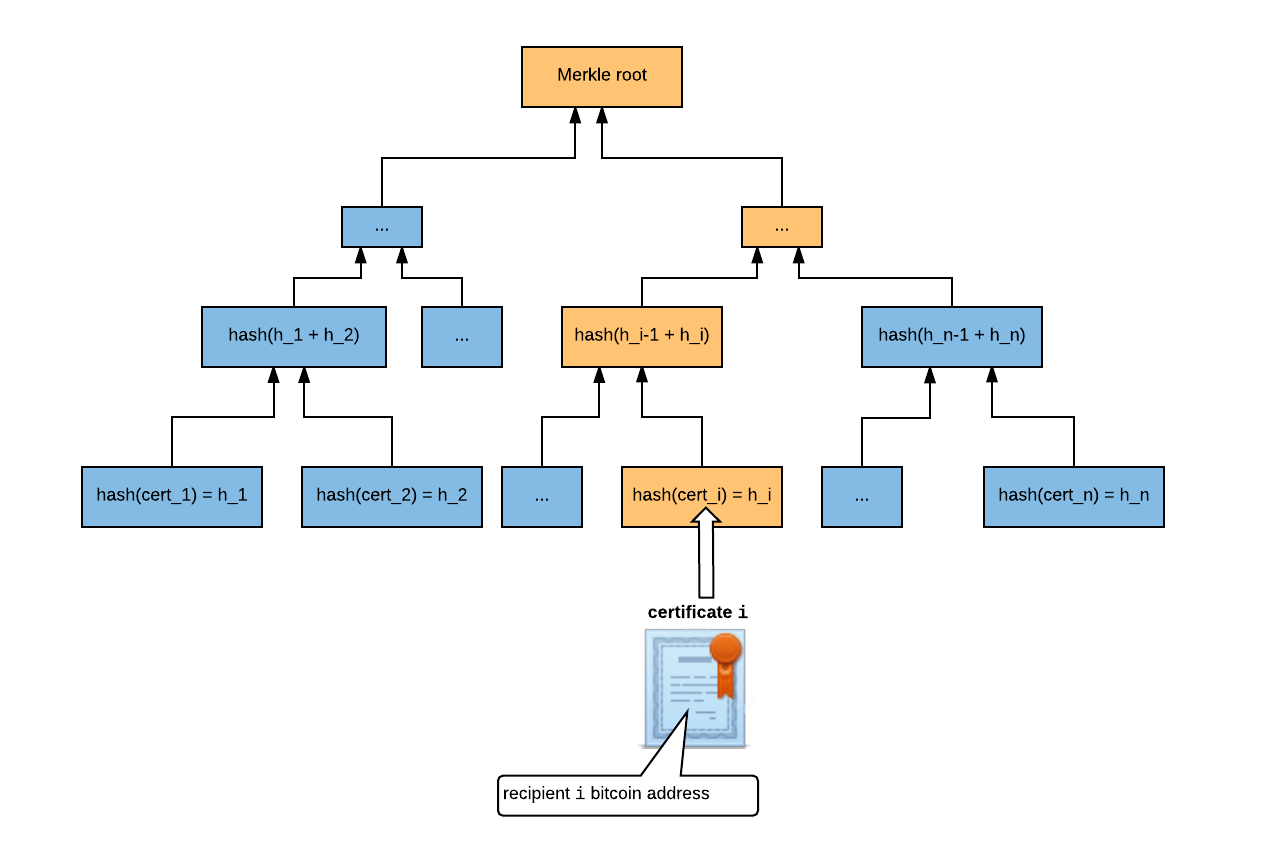 Merkle root
...
...
hash(h_1 + h_2)
...
hash(h_i-1 + h_i)
hash(h_n-1 + h_n)
hash(cert_1) = h_1
hash(cert_2) = h_2
...
hash(cert_i) = h_i
...
hash(cert_n) = h_n
certificate i
recipient i bitcoin address